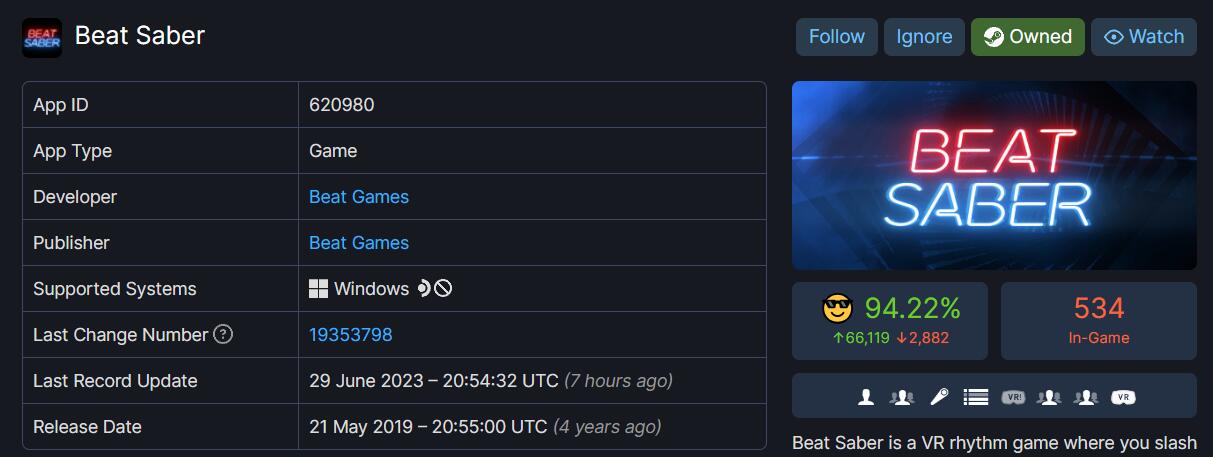 BEAT
SABER
Beat Saber
Follow
Ignore
Owned
Watch
App ID 620980
App Type Game
Developer Beat Games
Publisher Beat Games
Supported Systems Windows
Last Change Number ? 19353798
Last Record Update 29 June 2023 – 20:54:32 UTC (7 hours ago)
Release Date 21 May 2019 – 20:55:00 UTC (4 years ago)
BEAT
SABER
94.22%
↑66,119 ↓2,882
534
In-Game
VR!
VR
Beat Saber is a VR rhythm game where you slash